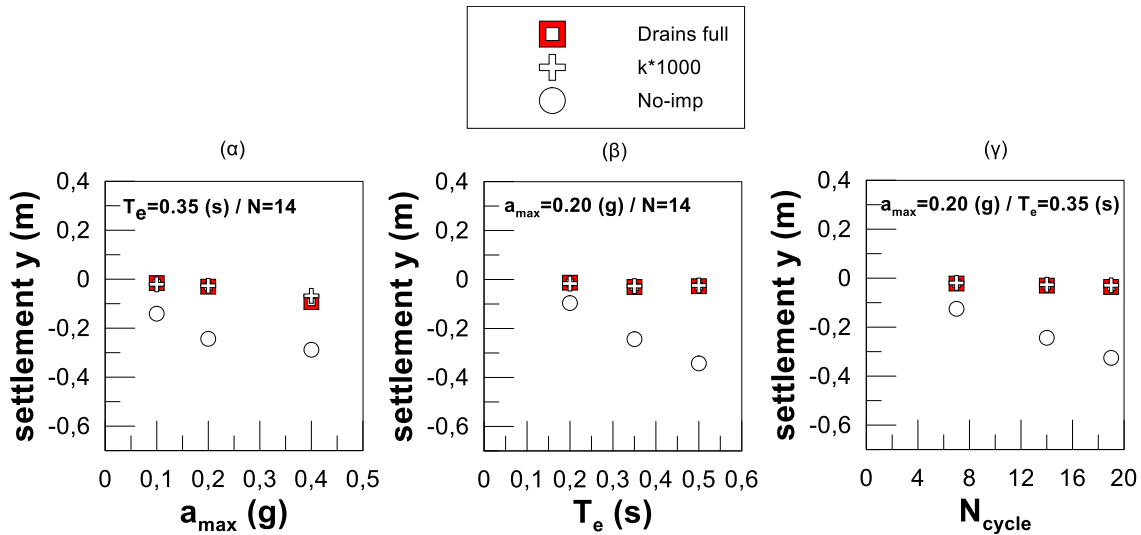 Drains full
k*1000
No-imp
(α)
(β)
(γ)
settlement y (m)
0,4
0,2
0
-0,2
-0,4
-0,6
Te=0.35 (s) / N=14
0 0,1 0,2 0,3 0,4 0,5
amax (g)
settlement y (m)
0,4
0,2
0
-0,2
-0,4
-0,6
amax=0.20 (g) / N=14
0 0,1 0,2 0,3 0,4 0,5 0,6
Te (s)
settlement y (m)
0,4
0,2
0
-0,2
-0,4
-0,6
amax=0.20 (g) / Te=0.35 (s)
0 4 8 12 16 20
Ncycle